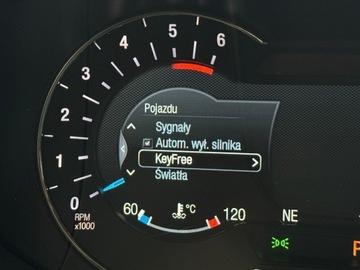 6
5
4
3
2
1
0
RPM
x1000
Pojazdu
Sygnały
Autom. wył. silnika
KeyFree
Światła
60 °C 120
NE